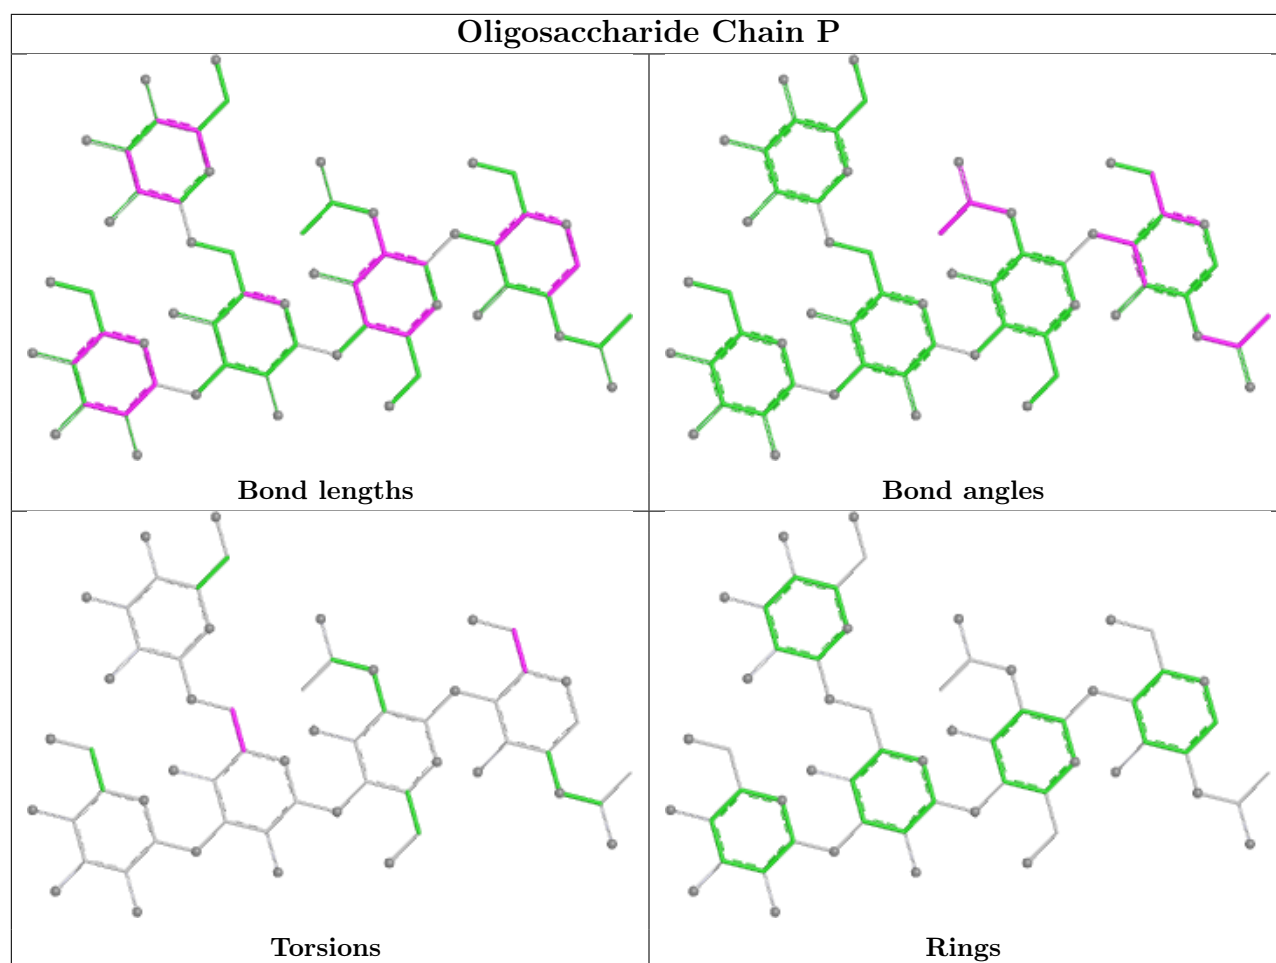 Oligosaccharide Chain P
Bond lengths
Bond angles
Torsions
Rings